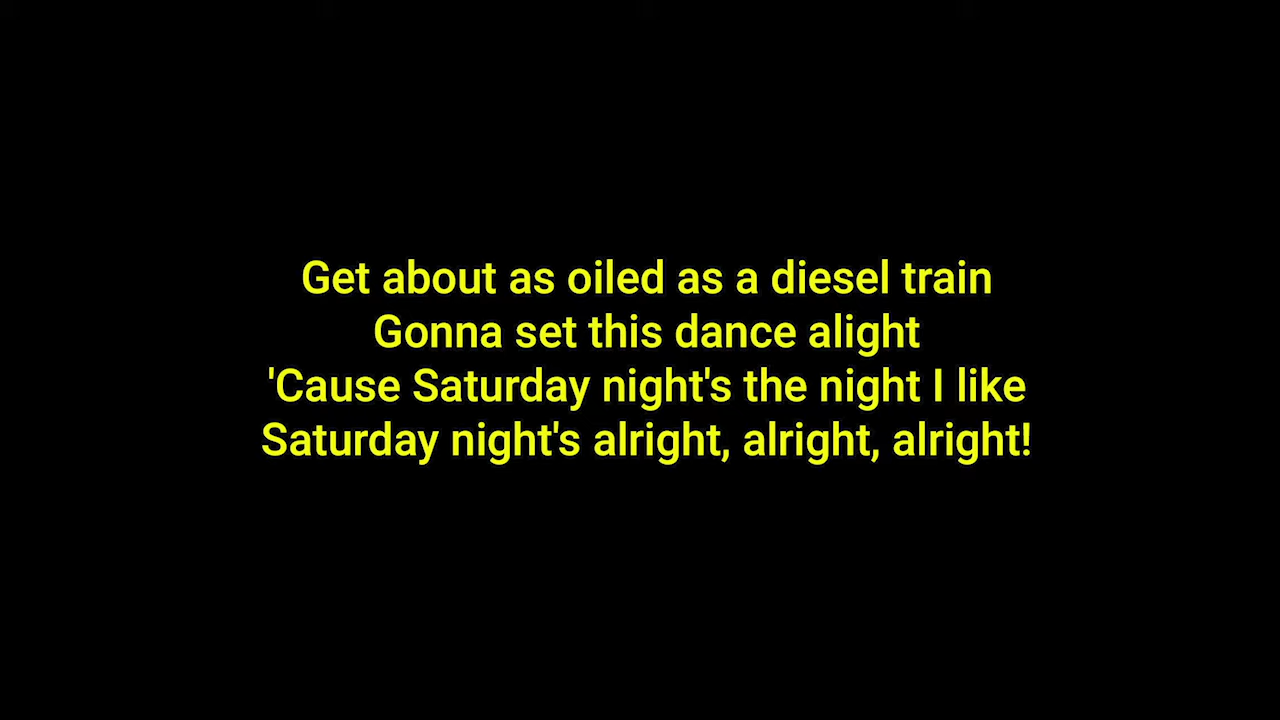 Get about as oiled as a diesel train
Gonna set this dance alight
'Cause Saturday night's the night I like
Saturday night's alright, alright, alright!